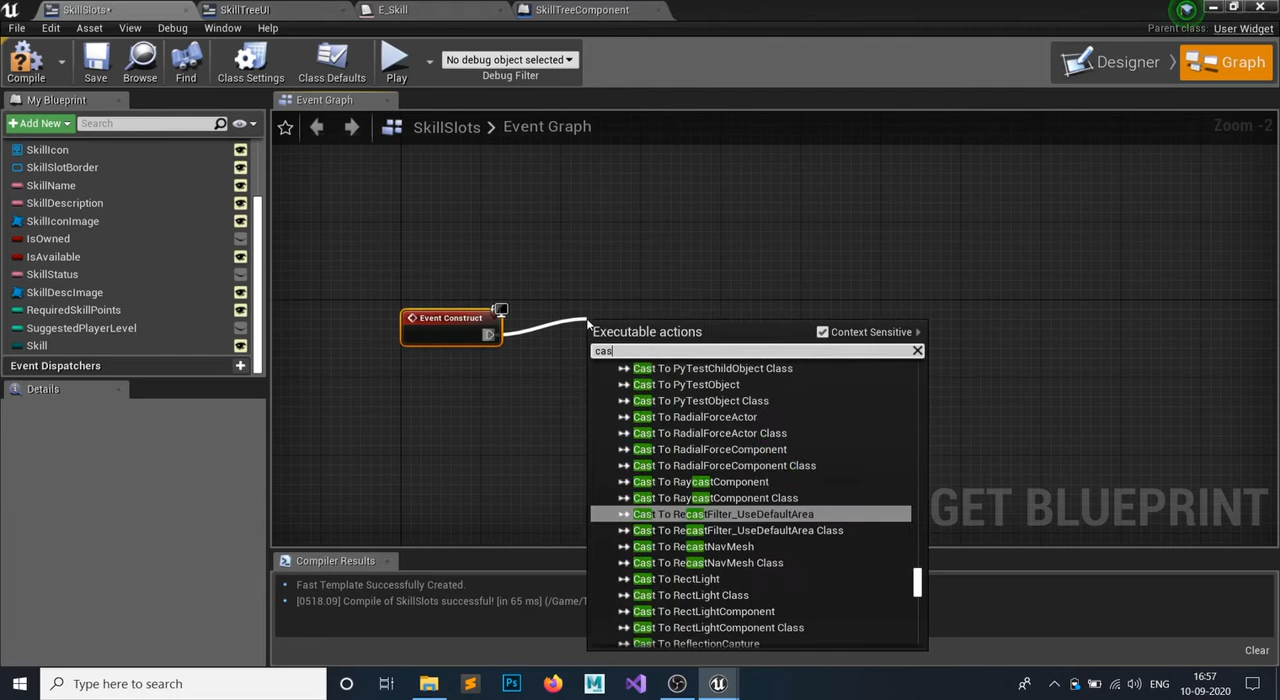 SkillSlots*
SkillTreeUI
E_Skill
SkillTreeComponent
File
Edit
Asset
View
Debug
Window
Help
Parent class:
User Widget
Compile
Save
Browse
Find
Class Settings
Class Defaults
Play
No debug object selected
Debug Filter
Designer
Graph
My Blueprint
Event Graph
Add New
Search
SkillSlots
Event Graph
Zoom -2
SkillIcon
SkillSlotBorder
SkillName
SkillDescription
SkillIconImage
IsOwned
IsAvailable
SkillStatus
SkillDescImage
RequiredSkillPoints
SuggestedPlayerLevel
Skill
Event Dispatchers
Details
Event Construct
Executable actions
Context Sensitive
cas
Cast To PyTestChildObject Class
Cast To PyTestObject
Cast To PyTestObject Class
Cast To RadialForceActor
Cast To RadialForceActor Class
Cast To RadialForceComponent
Cast To RadialForceComponent Class
Cast To RaycastComponent
Cast To RaycastComponent Class
Cast To RecastFilter_UseDefaultArea
Cast To RecastFilter_UseDefaultArea Class
Cast To RecastNavMesh
Cast To RecastNavMesh Class
Cast To RectLight
Cast To RectLight Class
Cast To RectLightComponent
Cast To RectLightComponent Class
Cast To ReflectionCapture
GET BLUEPRINT
Compiler Results
Fast Template Successfully Created.
[0518.09] Compile of SkillSlots successful! [in 65 ms] (/Game/
Clear
Type here to search
ENG
16:57
10-09-2020